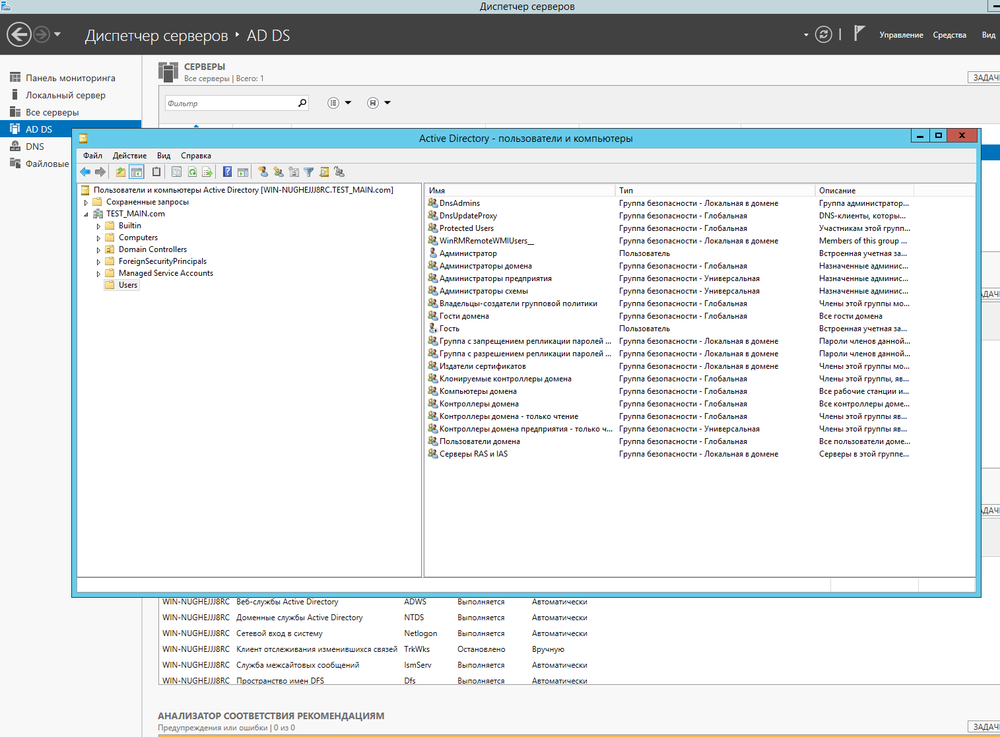 Диспетчер серверов
Диспетчер серверов ‣ AD DS
Управление Средства Вид
Панель мониторинга
Локальный сервер
Все серверы
AD DS
DNS
Файловые
СЕРВЕРЫ
Все серверы | Всего: 1
ЗАДАЧИ
Фильтр
Active Directory - пользователи и компьютеры
Файл Действие Вид Справка
Пользователи и компьютеры Active Directory [WIN-NUGHEJJJ8RC.TEST_MAIN.com]
Сохраненные запросы
TEST_MAIN.com
Builtin
Computers
Domain Controllers
ForeignSecurityPrincipals
Managed Service Accounts
Users
Имя Тип Описание
DnsAdmins Группа безопасности - Локальная в домене Группа администратор...
DnsUpdateProxy Группа безопасности - Глобальная DNS-клиенты, которы...
Protected Users Группа безопасности - Глобальная Участникам этой групп...
WinRMRemoteWMIUsers__ Группа безопасности - Локальная в домене Members of this group ...
Администратор Пользователь Встроенная учетная за...
Администраторы домена Группа безопасности - Глобальная Назначенные админис...
Администраторы предприятия Группа безопасности - Универсальная Назначенные админис...
Администраторы схемы Группа безопасности - Универсальная Назначенные админис...
Владельцы-создатели групповой политики Группа безопасности - Глобальная Члены этой группы мо...
Гости домена Группа безопасности - Глобальная Все гости домена
Гость Пользователь Встроенная учетная за...
Группа с запрещением репликации паролей ... Группа безопасности - Локальная в домене Пароли членов данной...
Группа с разрешением репликации паролей ... Группа безопасности - Локальная в домене Пароли членов данной...
Издатели сертификатов Группа безопасности - Локальная в домене Члены этой группы мо...
Клонируемые контроллеры домена Группа безопасности - Глобальная Члены этой группы, яв...
Компьютеры домена Группа безопасности - Глобальная Все рабочие станции и...
Контроллеры домена Группа безопасности - Глобальная Все контроллеры доме...
Контроллеры домена - только чтение Группа безопасности - Глобальная Члены этой группы яв...
Контроллеры домена предприятия - только ч... Группа безопасности - Универсальная Члены этой группы яв...
Пользователи домена Группа безопасности - Глобальная Все пользователи доме...
Серверы RAS и IAS Группа безопасности - Локальная в домене Серверы в этой группе...
WIN-NUGHEJJJ8RC Веб-службы Active Directory ADWS Выполняется Автоматически
WIN-NUGHEJJJ8RC Доменные службы Active Directory NTDS Выполняется Автоматически
WIN-NUGHEJJJ8RC Сетевой вход в систему Netlogon Выполняется Автоматически
WIN-NUGHEJJJ8RC Клиент отслеживания изменившихся связей TrkWks Остановлено Вручную
WIN-NUGHEJJJ8RC Служба межсайтовых сообщений IsmServ Выполняется Автоматически
WIN-NUGHEJJJ8RC Пространство имен DFS Dfs Выполняется Автоматически
АНАЛИЗАТОР СООТВЕТСТВИЯ РЕКОМЕНДАЦИЯМ
Предупреждения или ошибки | 0 из 0
ЗАДАЧИ